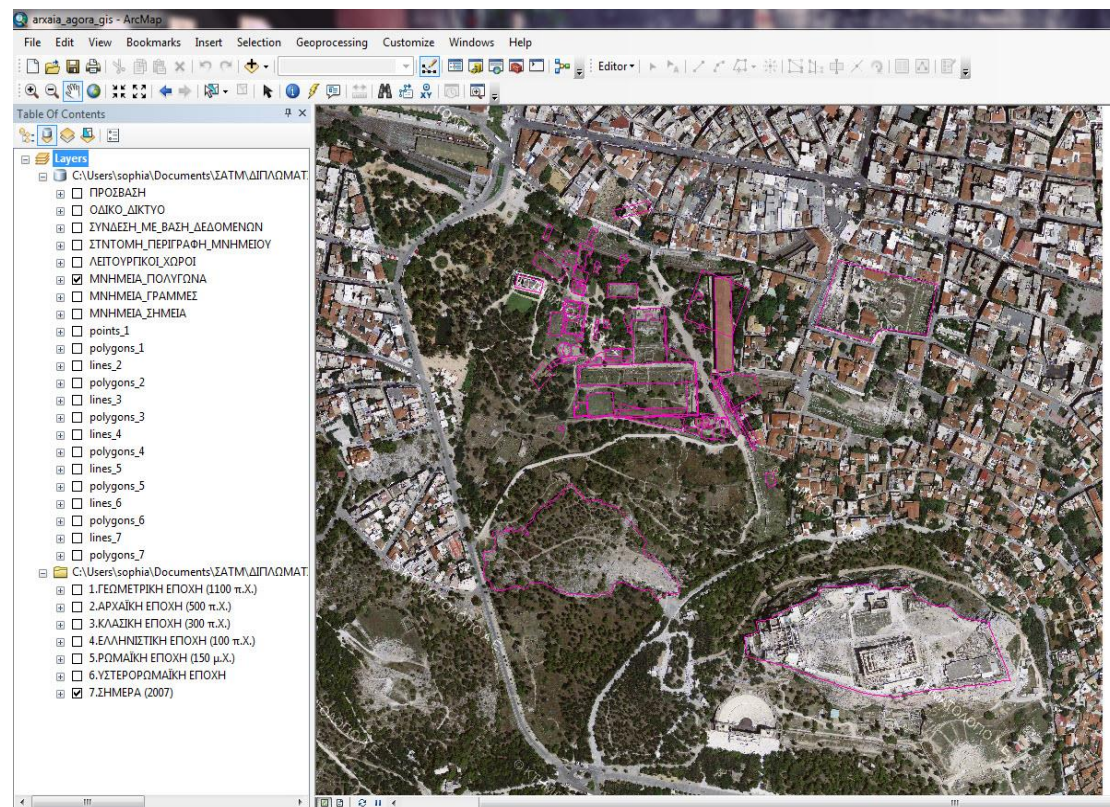 arxaia_agora_gis - ArcMap
File Edit View Bookmarks Insert Selection Geoprocessing Customize Windows Help
Editor
Table Of Contents
Layers
C:\Users\sophia\Documents\ΣΑΤΜ\ΔΙΠΛΩΜΑΤ.
ΠΡΟΣΒΑΣΗ
ΟΔΙΚΟ_ΔΙΚΤΥΟ
ΣΥΝΔΕΣΗ_ΜΕ_ΒΑΣΗ_ΔΕΔΟΜΕΝΩΝ
ΣΤΝΤΟΜΗ_ΠΕΡΙΓΡΑΦΗ_ΜΝΗΜΕΙΟΥ
ΛΕΙΤΟΥΡΓΙΚΟΙ_ΧΩΡΟΙ
ΜΝΗΜΕΙΑ_ΠΟΛΥΓΩΝΑ
ΜΝΗΜΕΙΑ_ΓΡΑΜΜΕΣ
ΜΝΗΜΕΙΑ_ΣΗΜΕΙΑ
points_1
polygons_1
lines_2
polygons_2
lines_3
polygons_3
lines_4
polygons_4
lines_5
polygons_5
lines_6
polygons_6
lines_7
polygons_7
C:\Users\sophia\Documents\ΣΑΤΜ\ΔΙΠΛΩΜΑΤ.
1.ΓΕΩΜΕΤΡΙΚΗ ΕΠΟΧΗ (1100 π.Χ.)
2.ΑΡΧΑΪΚΗ ΕΠΟΧΗ (500 π.Χ.)
3.ΚΛΑΣΙΚΗ ΕΠΟΧΗ (300 π.Χ.)
4.ΕΛΛΗΝΙΣΤΙΚΗ ΕΠΟΧΗ (100 π.Χ.)
5.ΡΩΜΑΪΚΗ ΕΠΟΧΗ (150 μ.Χ.)
6.ΥΣΤΕΡΟΡΩΜΑΪΚΗ ΕΠΟΧΗ
7.ΣΗΜΕΡΑ (2007)